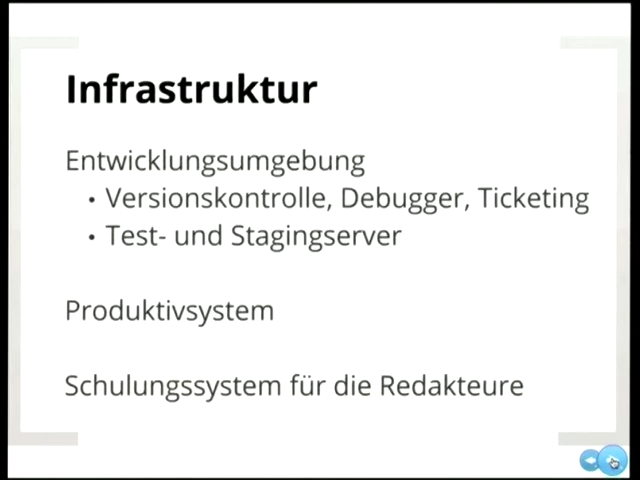 Infrastruktur
Entwicklungsumgebung
• Versionskontrolle, Debugger, Ticketing
• Test- und Stagingserver
Produktivsystem
Schulungssystem für die Redakteure